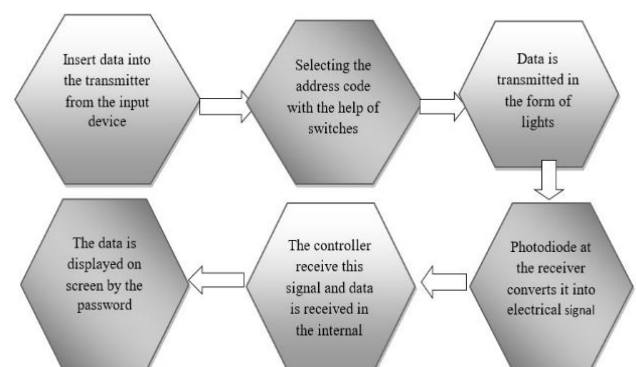 Insert data into
the transmitter
from the input
device
Selecting the
address code
with the help of
switches
Data is
transmitted in
the form of
lights
Photodiode at
the receiver
converts it into
electrical signal
The controller
receive this
signal and data
is received in
the internal
The data is
displayed on
screen by the
password